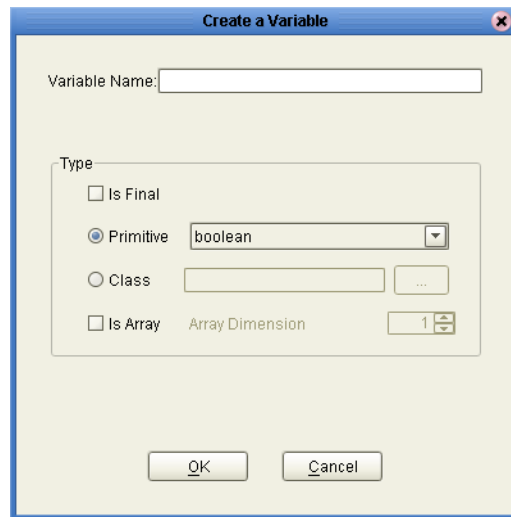 Create a Variable
Variable Name:
Type
Is Final
Primitive boolean
Class ...
Is Array Array Dimension 1
OK Cancel